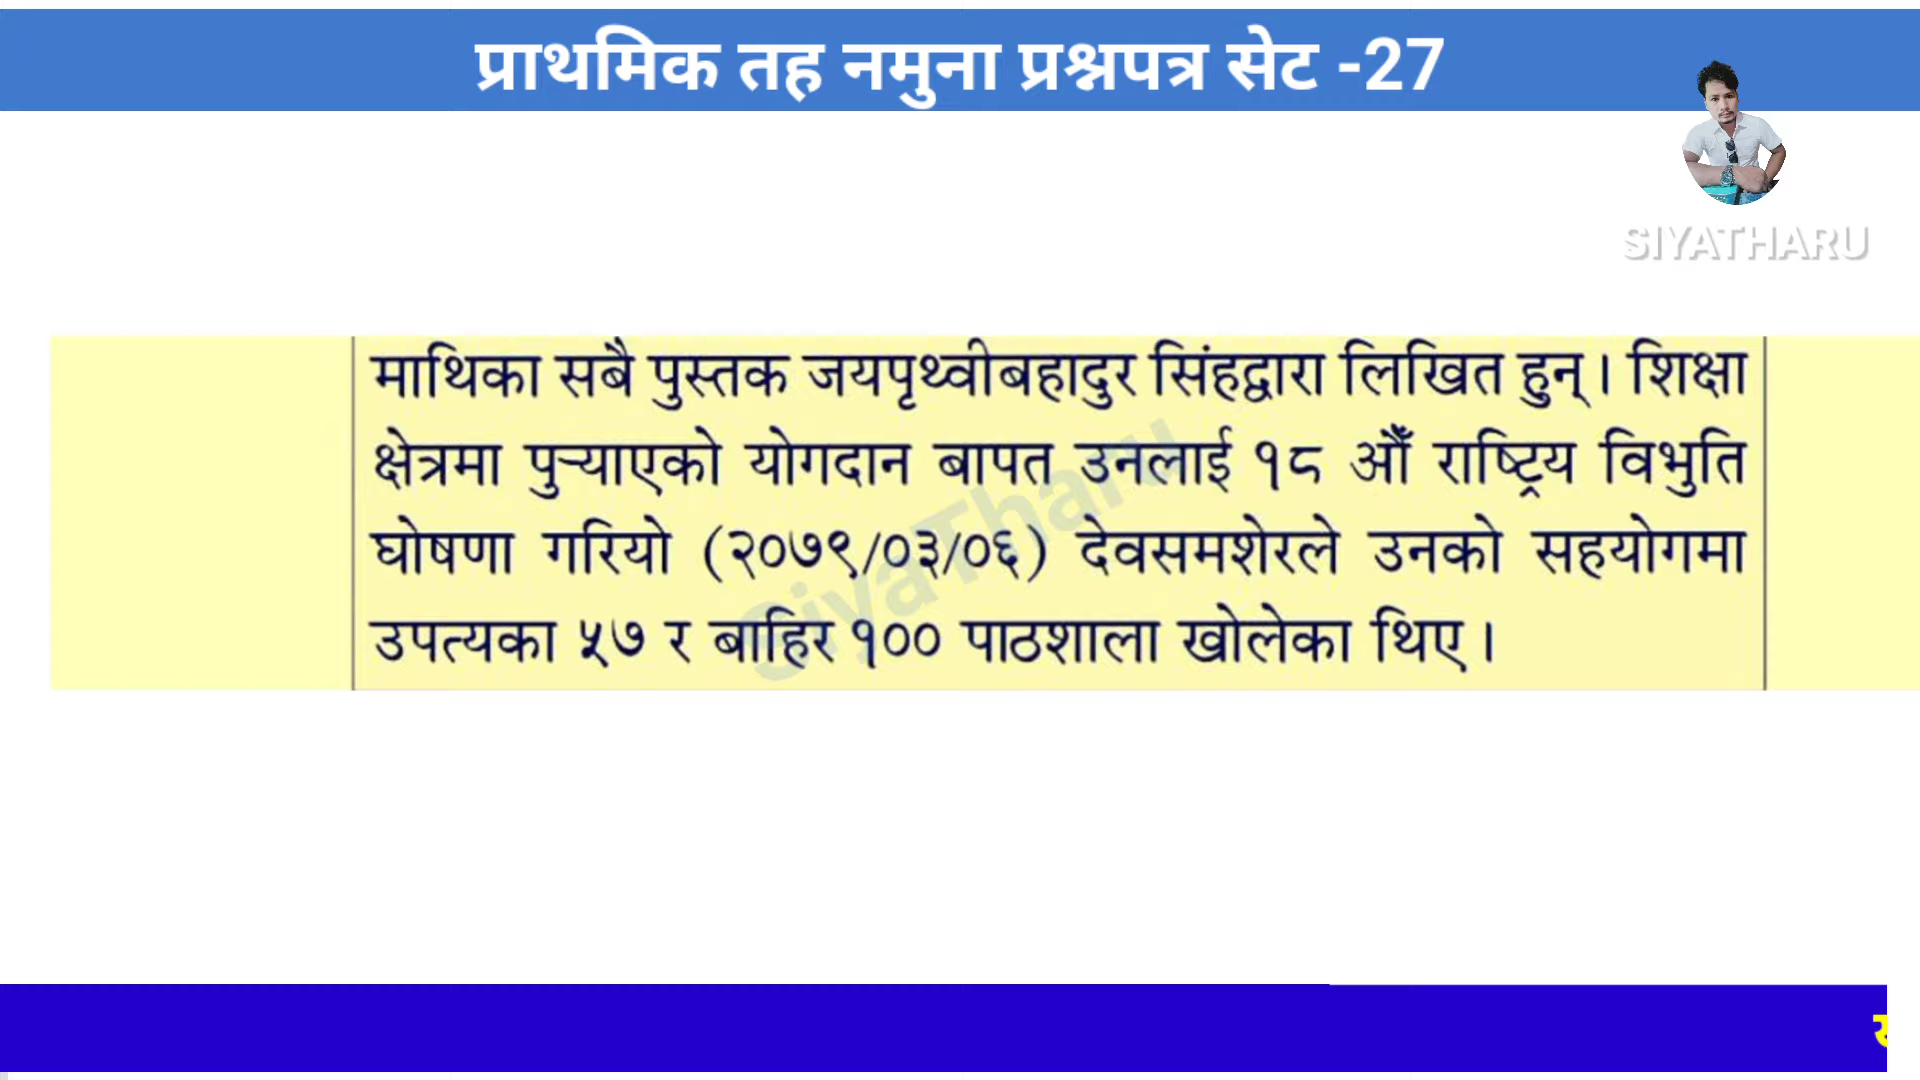 प्राथमिक तह नमुना प्रश्नपत्र सेट -27
SIYATHARU
माथिका सबै पुस्तक जयपृथ्वीबहादुर सिंहद्वारा लिखित हुन्। शिक्षा
क्षेत्रमा पुऱ्याएको योगदान बापत उनलाई १८ औँ राष्ट्रिय विभुति
घोषणा गरियो (२०७९/०३/०६) देवसमशेरले उनको सहयोगमा
उपत्यका ५७ र बाहिर १०० पाठशाला खोलेका थिए।
SiyaTharu